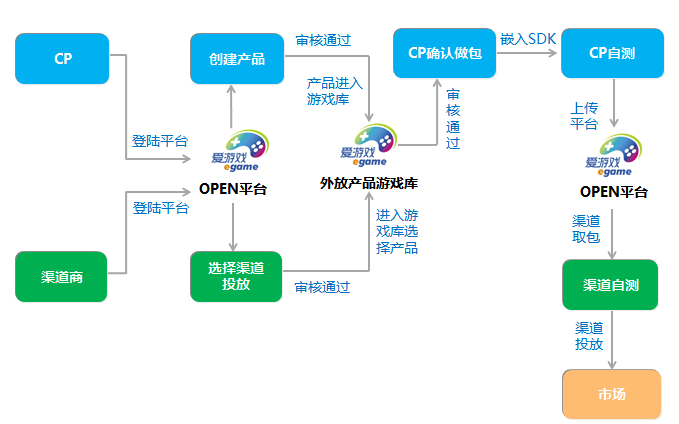 CP
创建产品
审核通过
产品进入
游戏库
CP确认做包
嵌入SDK
CP自测
登陆平台
爱游戏
egame
OPEN平台
爱游戏
egame
外放产品游戏库
审
核
通
过
上传
平台
爱游戏
egame
OPEN平台
登陆平台
渠道商
选择渠道
投放
审核通过
进入游
戏库选
择产品
渠道
取包
渠道自测
渠道
投放
市场